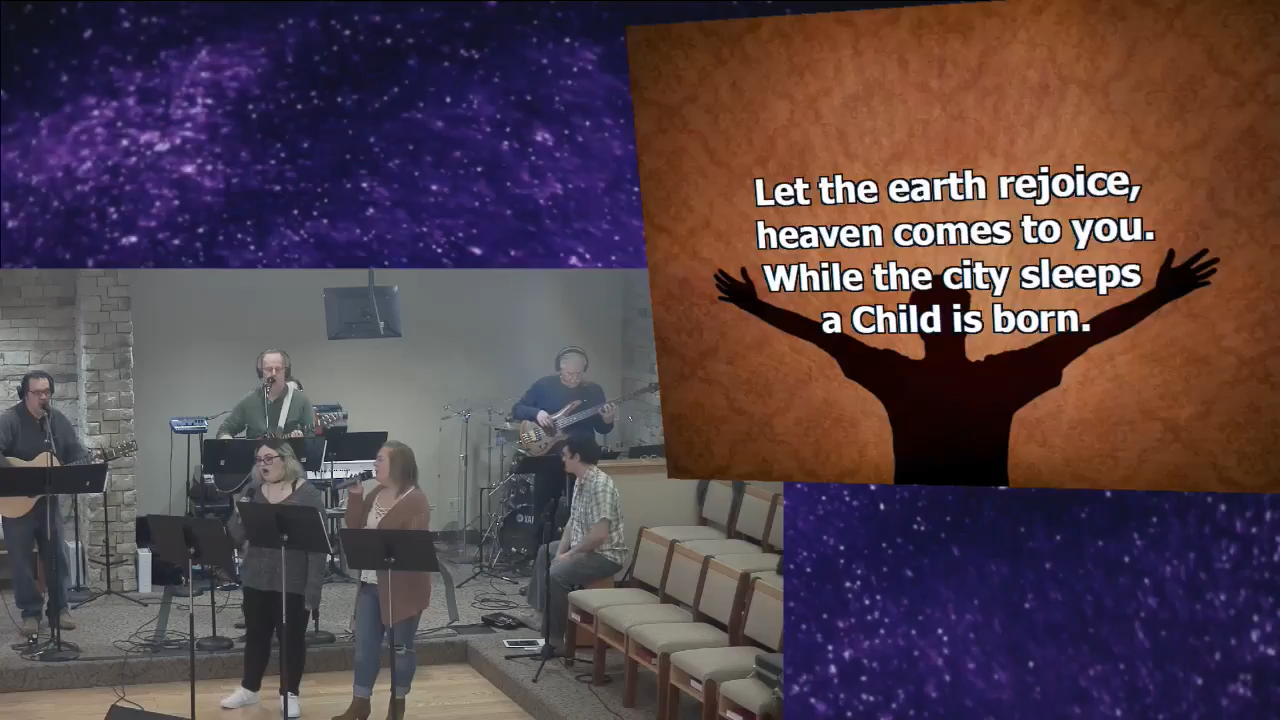 Let the earth rejoice,
heaven comes to you.
While the city sleeps
a Child is born.